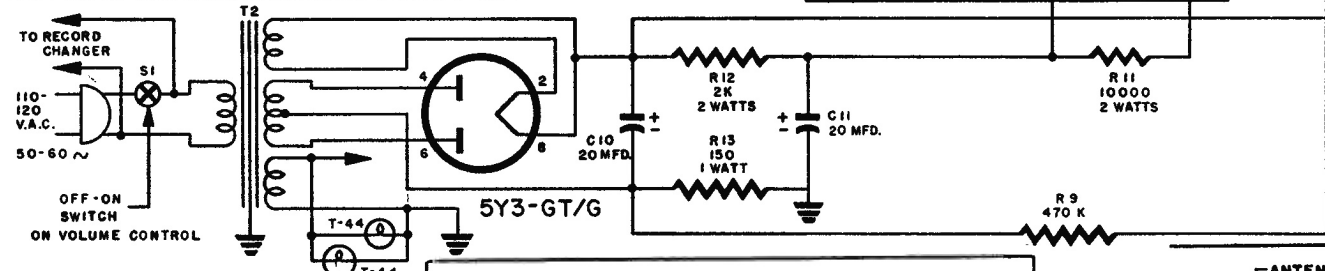 T2
TO RECORD
CHANGER
S1
110-
120
V.A.C.
50-60 ~
OFF-ON
SWITCH
ON VOLUME CONTROL
4
2
6
8
5Y3-GT/G
T-44
T-44
R12
2K
2 WATTS
R11
10000
2 WATTS
+
-
C10
20 MFD.
+
-
C11
20 MFD.
R13
150
1 WATT
R9
470 K
-ANTEN